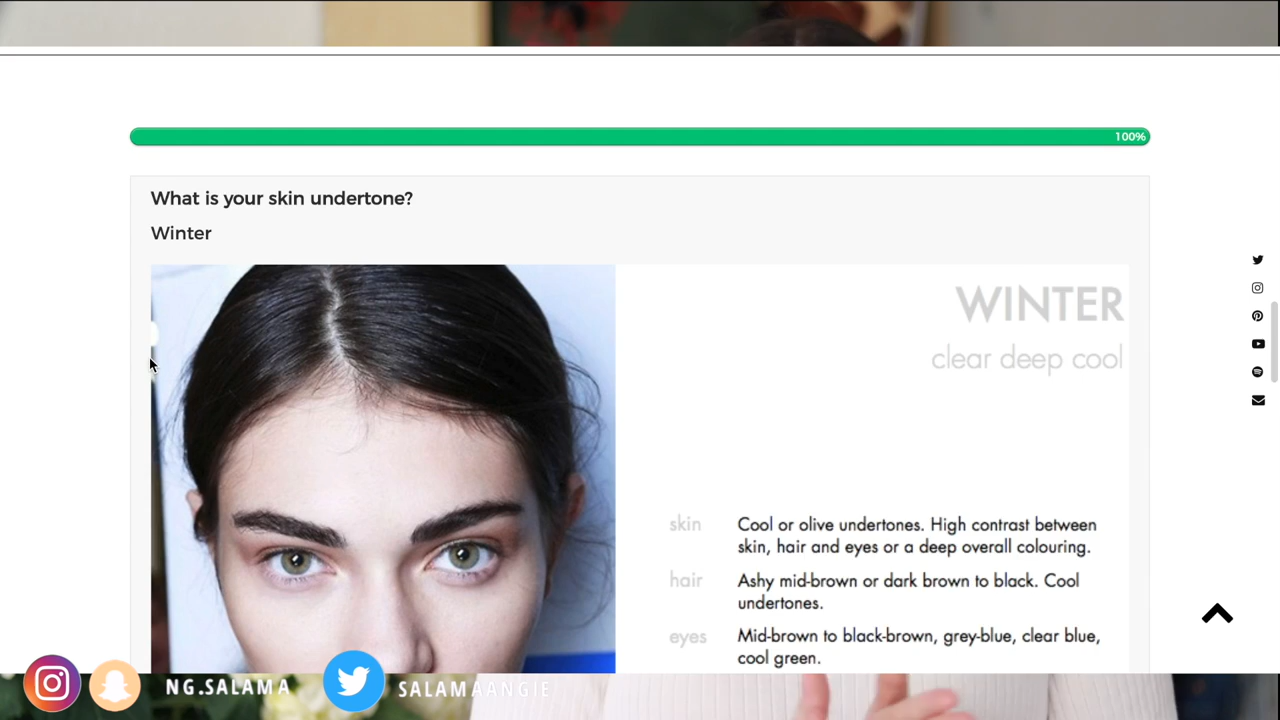 100%
What is your skin undertone?
Winter
WINTER
clear deep cool
skin
Cool or olive undertones. High contrast between
skin, hair and eyes or a deep overall colouring.
hair
Ashy mid-brown or dark brown to black. Cool
undertones.
eyes
Mid-brown to black-brown, grey-blue, clear blue,
cool green.
NG.SALAMA
SALAMAANGIE